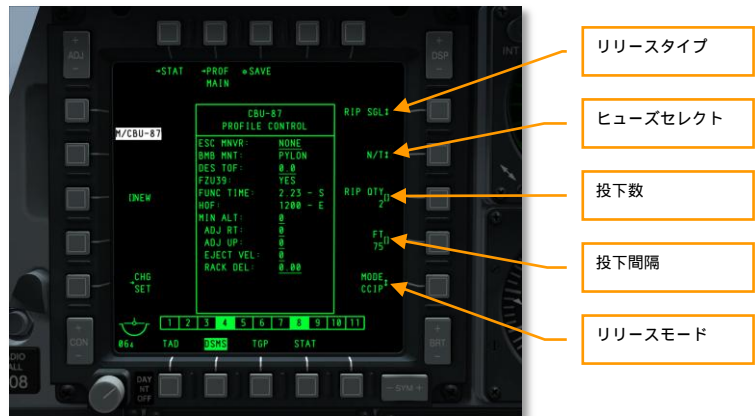 ADJ
DSP
INT
→STAT
→PROF
MAIN
●SAVE
M/CBU-87
CBU-87
PROFILE CONTROL
ESC MNVR: NONE
BMB MNT: PYLON
DES TOF: 0.0
FZU39: YES
FUNC TIME: 2.23 - S
HOF: 1200 - E
MIN ALT: 0
ADJ RT: 0
ADJ UP: 0
EJECT VEL: 0
RACK DEL: 0.00
[]NEW
→CHG
SET
RIP SGL↕
N/T↕
RIP QTY
2[]
FT
75[]
MODE↕
CCIP
1 2 3 4 5 6 7 8 9 10 11
TAD DSMS TGP STAT
CON
BRT
DAY
NT
OFF
- SYM +
ALL
08
リリースタイプ
ヒューズセレクト
投下数
投下間隔
リリースモード